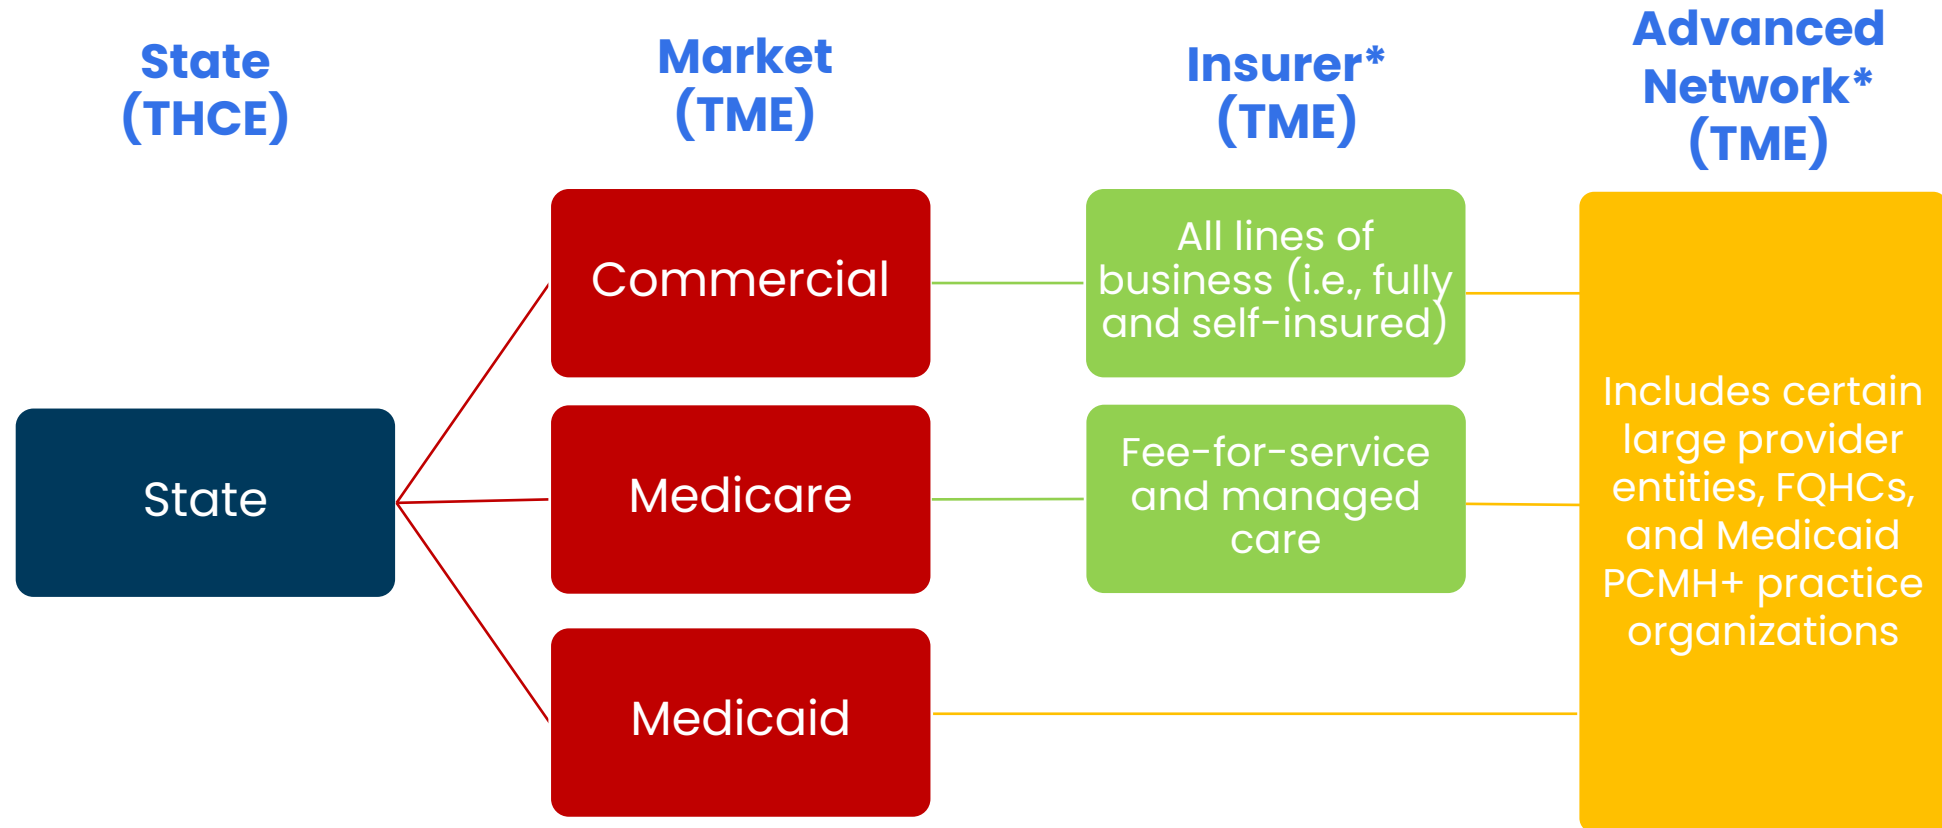 State
(THCE)
Market
(TME)
Insurer*
(TME)
Advanced
Network*
(TME)
State
Commercial
Medicare
Medicaid
All lines of
business (i.e., fully
and self-insured)
Fee-for-service
and managed
care
Includes certain
large provider
entities, FQHCs,
and Medicaid
PCMH+ practice
organizations